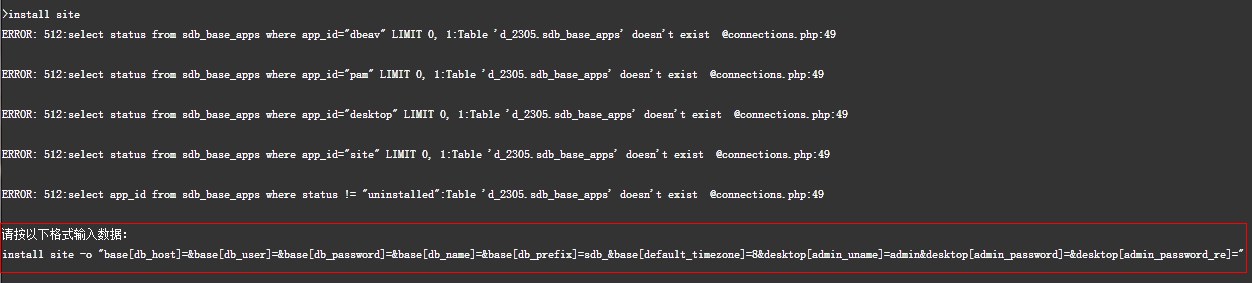 >install site
ERROR: 512:select status from sdb_base_apps where app_id="dbeav" LIMIT 0, 1:Table 'd_2305.sdb_base_apps' doesn't exist  @connections.php:49
ERROR: 512:select status from sdb_base_apps where app_id="pam" LIMIT 0, 1:Table 'd_2305.sdb_base_apps' doesn't exist  @connections.php:49
ERROR: 512:select status from sdb_base_apps where app_id="desktop" LIMIT 0, 1:Table 'd_2305.sdb_base_apps' doesn't exist  @connections.php:49
ERROR: 512:select status from sdb_base_apps where app_id="site" LIMIT 0, 1:Table 'd_2305.sdb_base_apps' doesn't exist  @connections.php:49
ERROR: 512:select app_id from sdb_base_apps where status != "uninstalled":Table 'd_2305.sdb_base_apps' doesn't exist  @connections.php:49
请按以下格式输入数据:
install site -o "base[db_host]=&base[db_user]=&base[db_password]=&base[db_name]=&base[db_prefix]=sdb_&base[default_timezone]=8&desktop[admin_uname]=admin&desktop[admin_password]=&desktop[admin_password_re]="